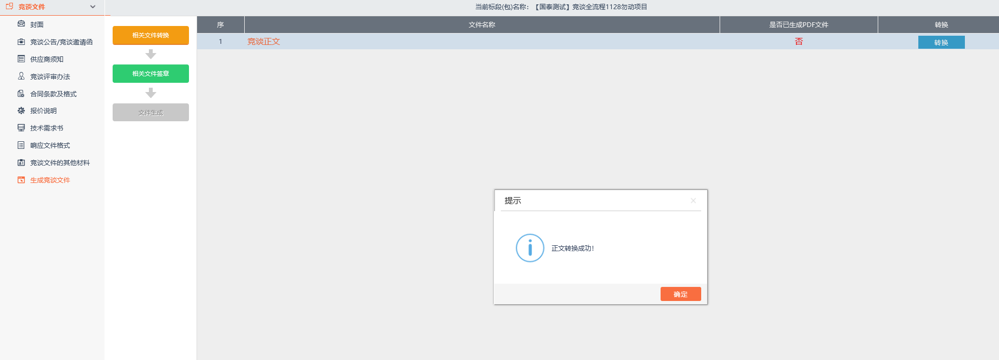 竞谈文件
当前标段(包)名称：【国泰测试】竞谈全流程1128勿动项目
封面
竞谈公告/竞谈邀请函
供应商须知
竞谈评审办法
合同条款及格式
报价说明
技术需求书
响应文件格式
竞谈文件的其他材料
生成竞谈文件
相关文件转换
相关文件签章
文件生成
序 文件名称 是否已生成PDF文件 转换
1 竞谈正文 否 转换
提示
正文转换成功!
确定